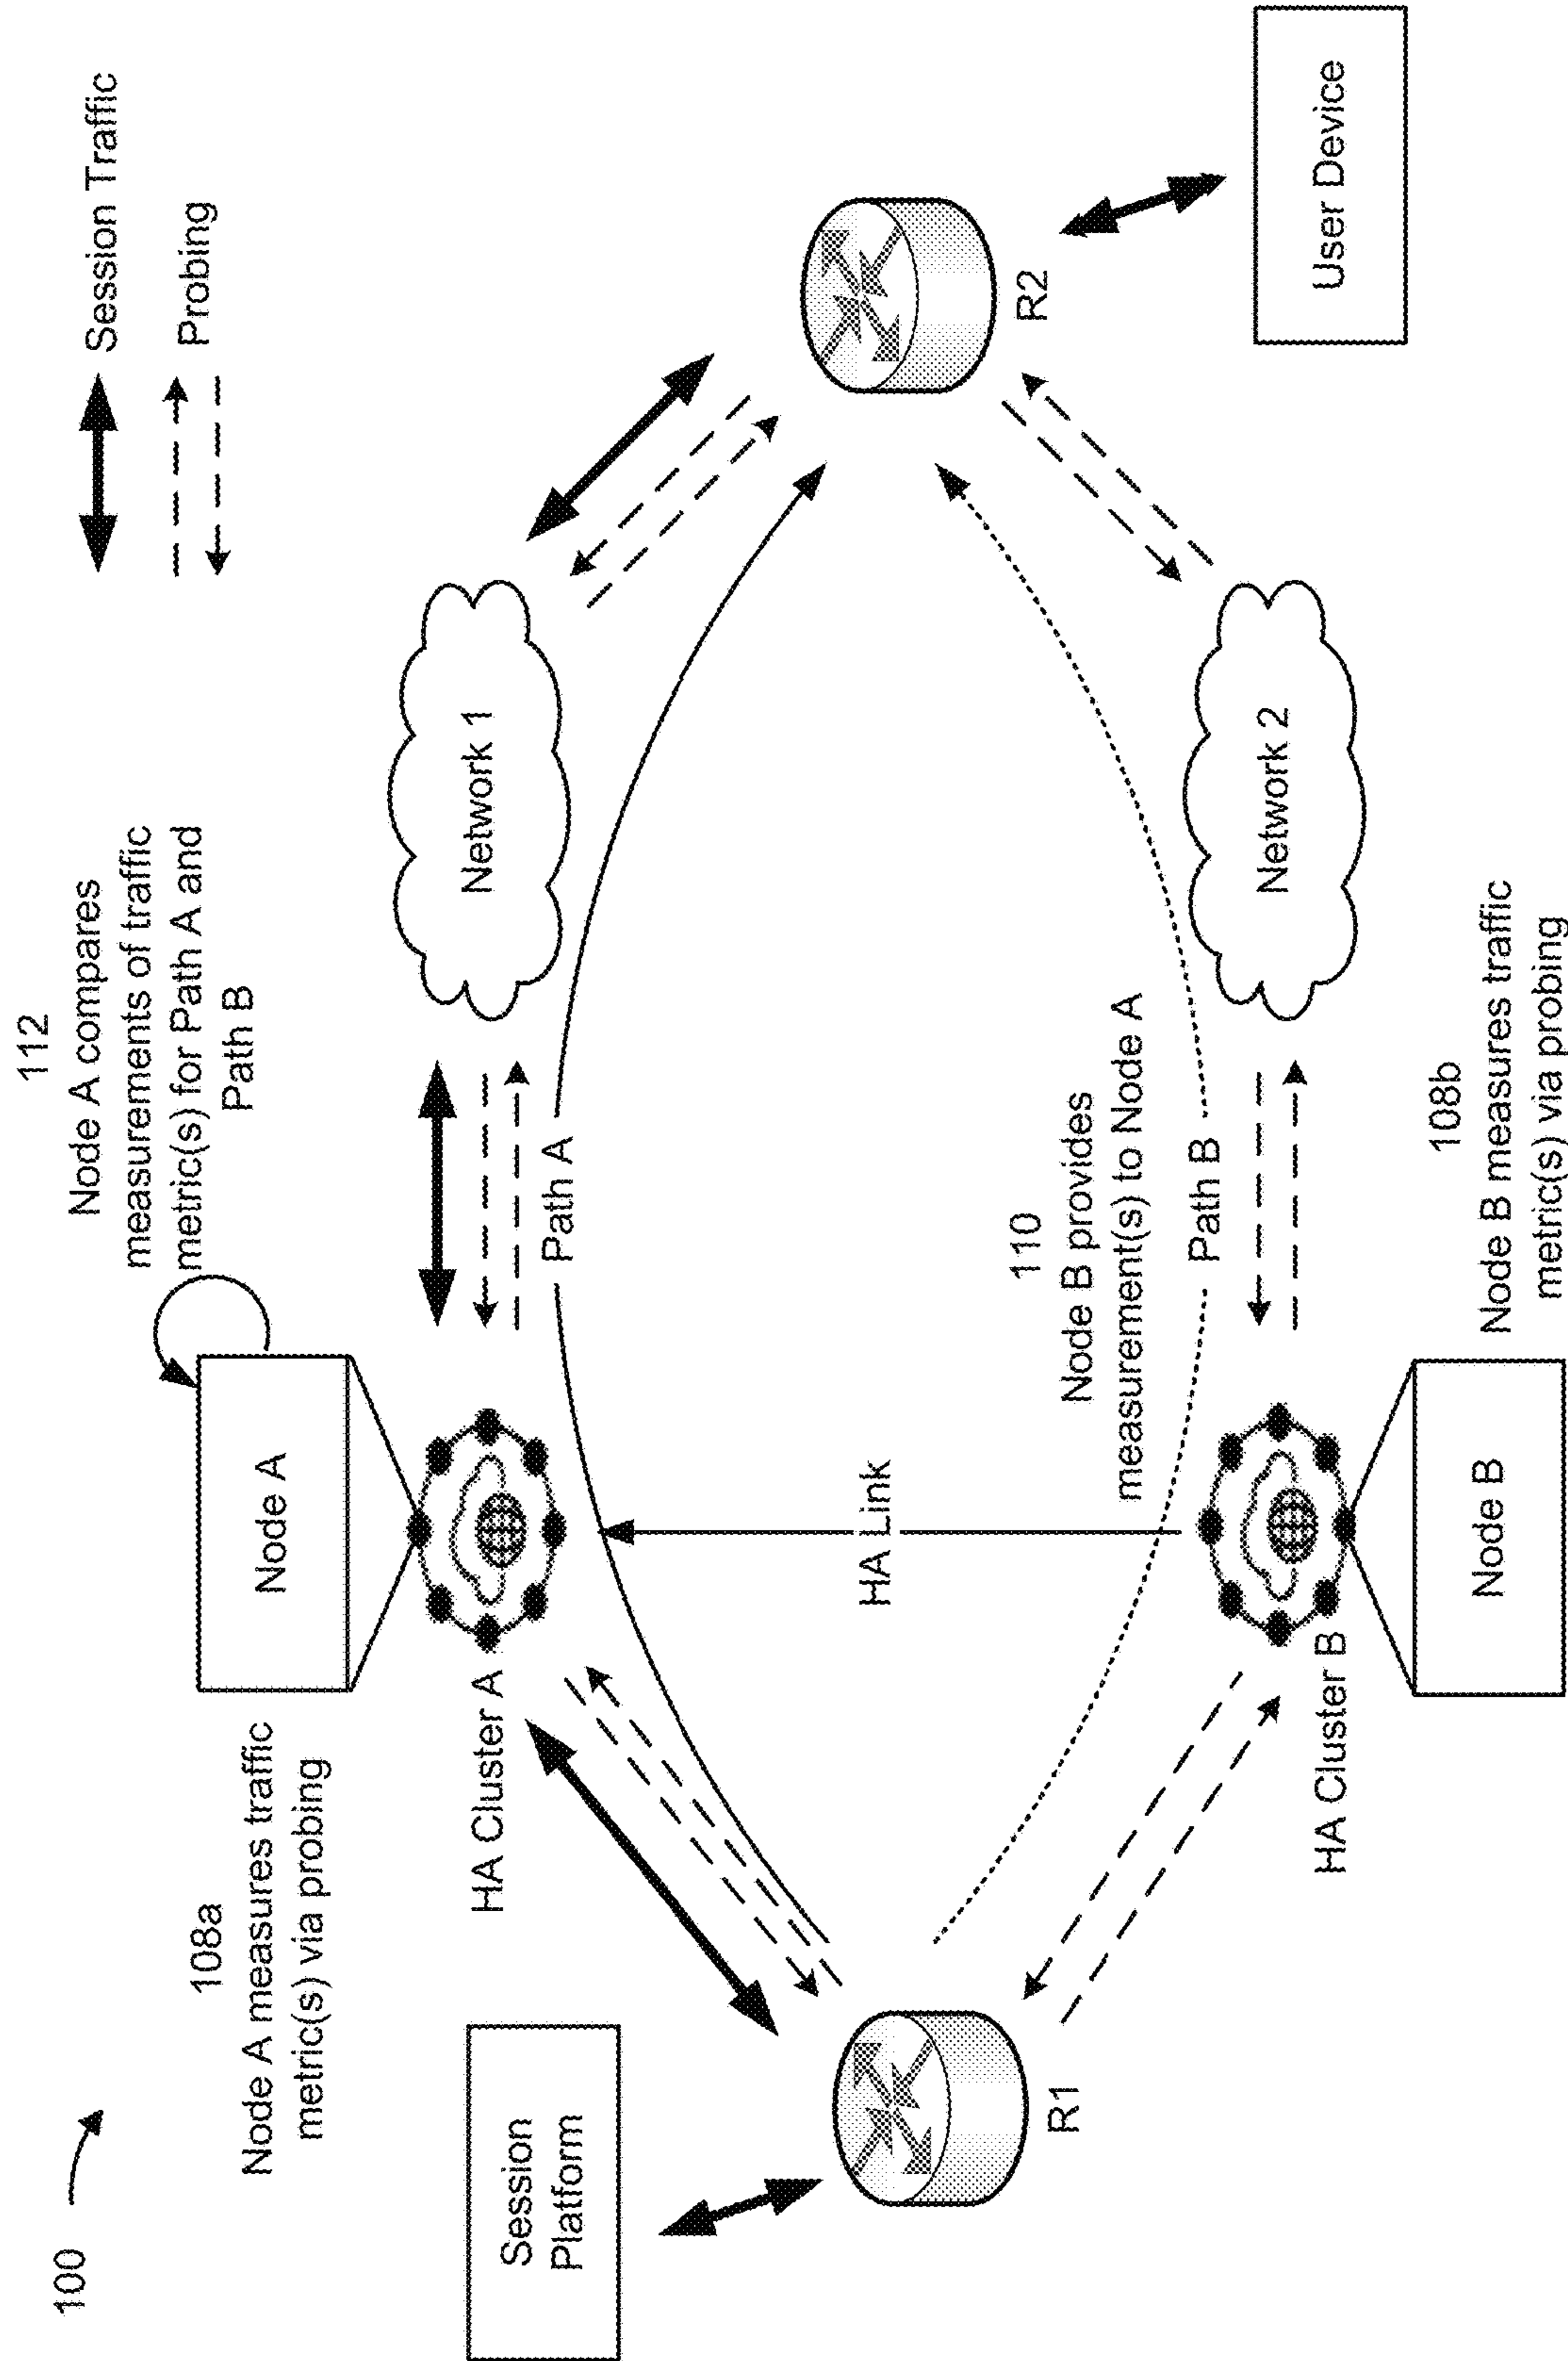 100
112
Node A compares
measurements of traffic
metric(s) for Path A and
Path B
Session Traffic
Probing
108a
Node A measures traffic
metric(s) via probing
Node A
Session
Platform
HA Cluster A
Network 1
Path A
R1
HA Link
R2
110
Node B provides
measurement(s) to Node A
Path B
HA Cluster B
Network 2
User Device
Node B
108b
Node B measures traffic
metric(s) via probing